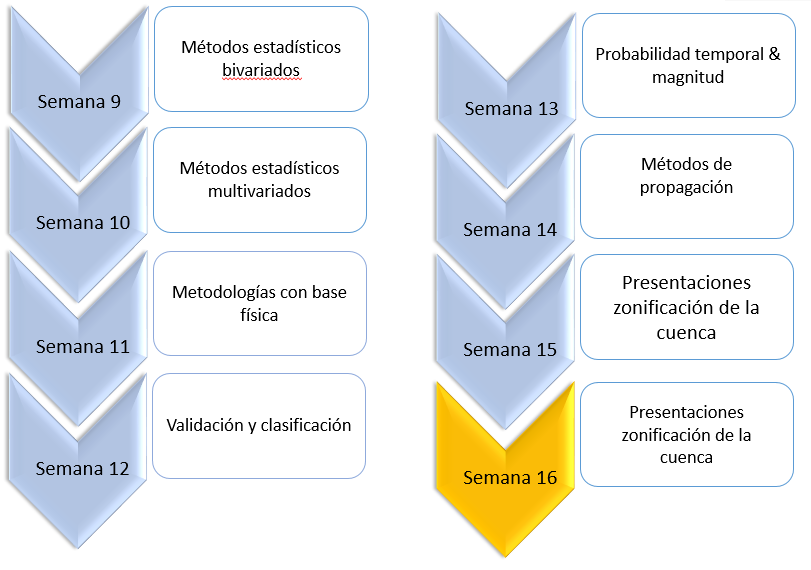 Semana 9
Métodos estadísticos
bivariados
Semana 10
Métodos estadísticos
multivariados
Semana 11
Metodologías con base
física
Semana 12
Validación y clasificación
Semana 13
Probabilidad temporal &
magnitud
Semana 14
Métodos de
propagación
Semana 15
Presentaciones
zonificación de la
cuenca
Semana 16
Presentaciones
zonificación de la
cuenca